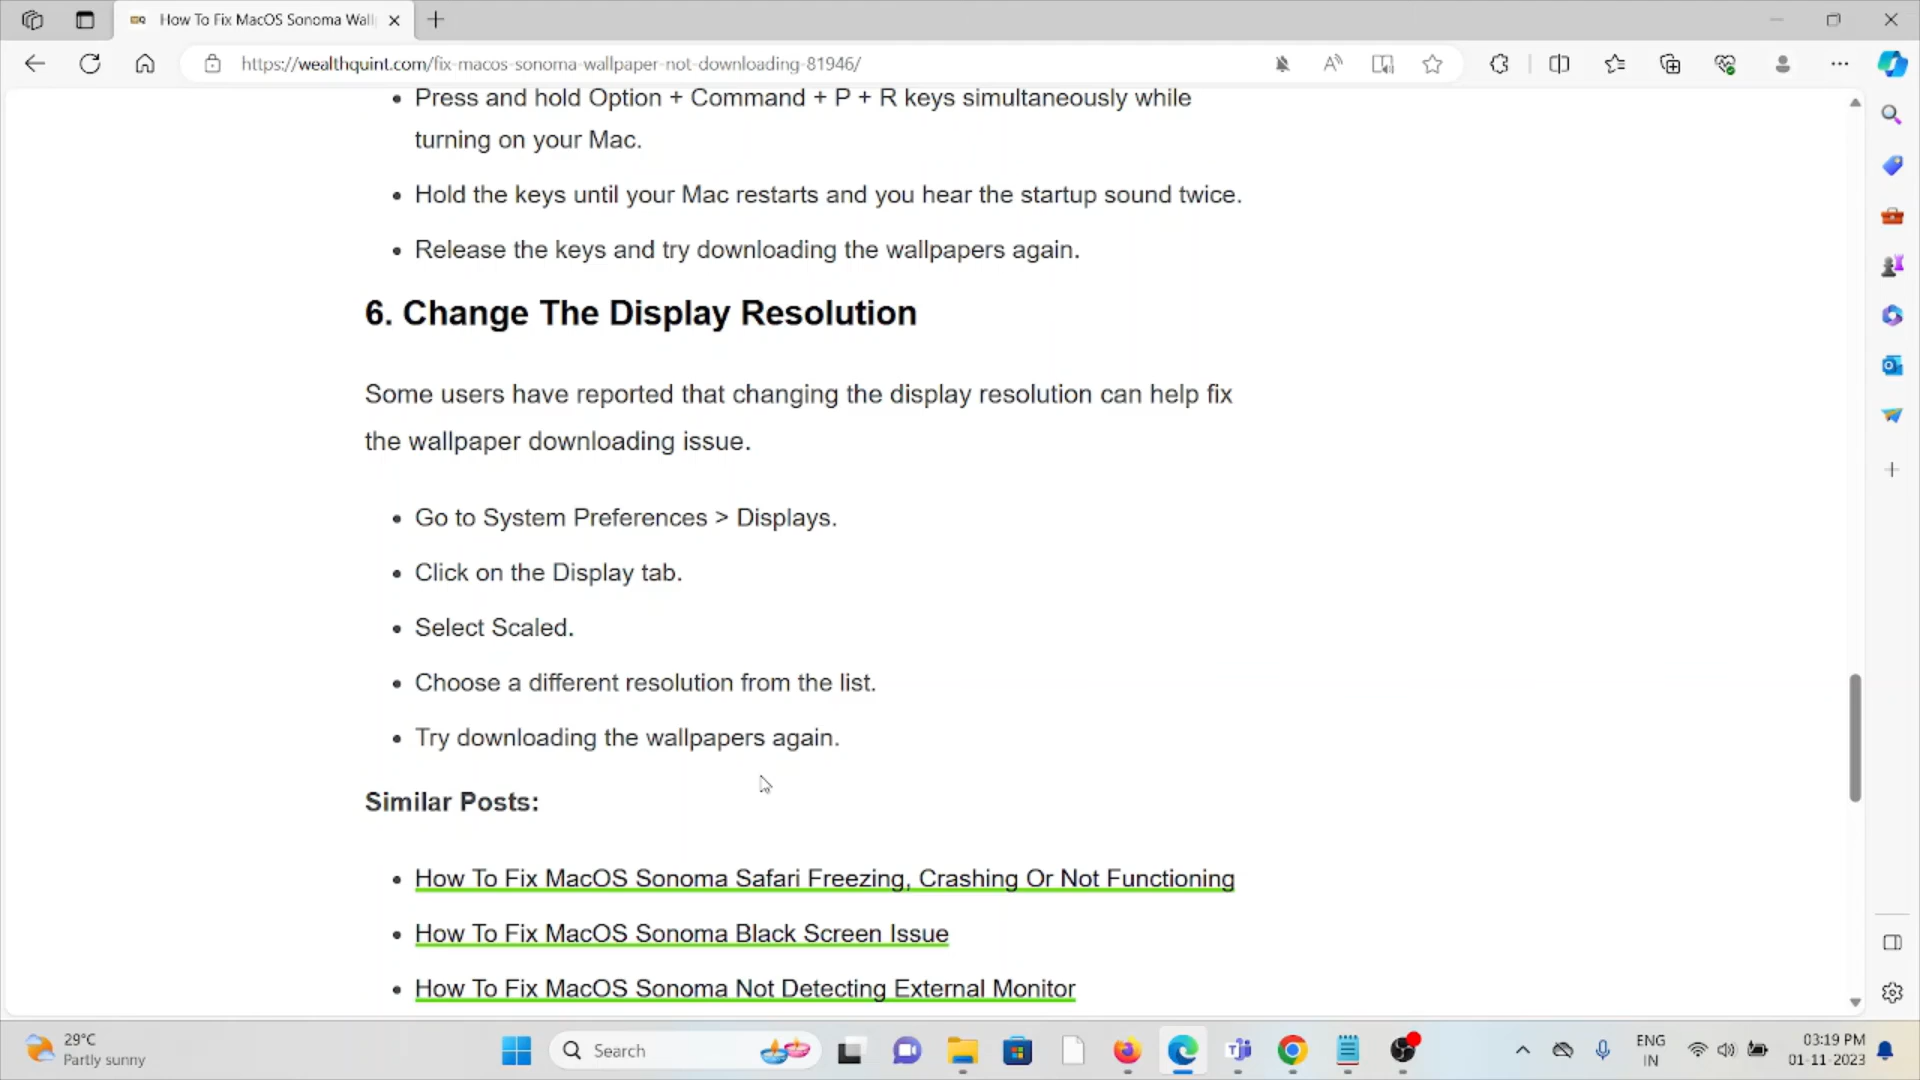 How To Fix MacOS Sonoma Wall
https://wealthquint.com/fix-macos-sonoma-wallpaper-not-downloading-81946/
Press and hold Option + Command + P + R keys simultaneously while
turning on your Mac.
Hold the keys until your Mac restarts and you hear the startup sound twice.
Release the keys and try downloading the wallpapers again.
6. Change The Display Resolution
Some users have reported that changing the display resolution can help fix
the wallpaper downloading issue.
Go to System Preferences > Displays.
Click on the Display tab.
Select Scaled.
Choose a different resolution from the list.
Try downloading the wallpapers again.
Similar Posts:
How To Fix MacOS Sonoma Safari Freezing, Crashing Or Not Functioning
How To Fix MacOS Sonoma Black Screen Issue
How To Fix MacOS Sonoma Not Detecting External Monitor
29°C
Partly sunny
Search
ENG
IN
03:19 PM
01-11-2023